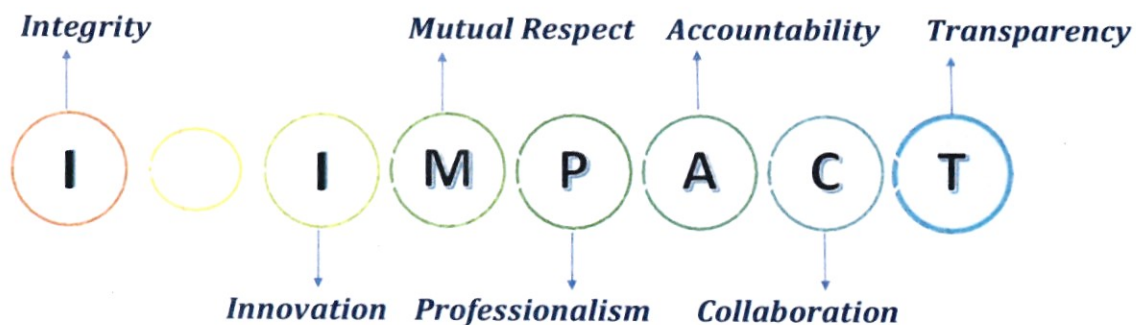 Integrity Mutual Respect Accountability Transparency
I I M P A C T
Innovation Professionalism Collaboration